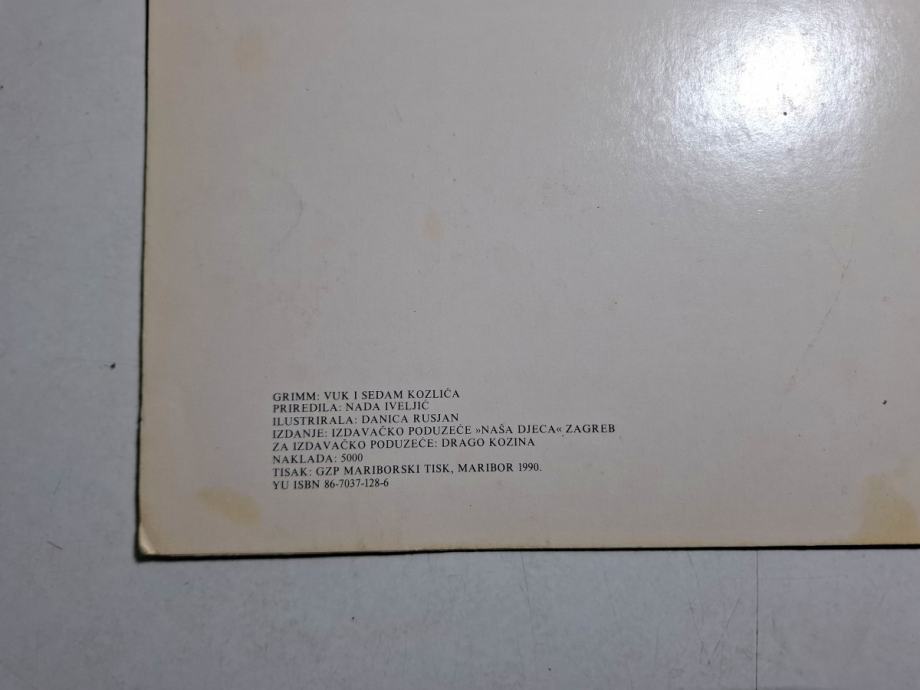 GRIMM: VUK I SEDAM KOZLIĆA
PRIREDILA: NADA IVELJIĆ
ILUSTRIRALA: DANICA RUSJAN
IZDANJE: IZDAVAČKO PODUZEĆE »NAŠA DJECA« ZAGREB
ZA IZDAVAČKO PODUZEĆE: DRAGO KOZINA
NAKLADA: 5000
TISAK: GZP MARIBORSKI TISK, MARIBOR 1990.
YU ISBN 86-7037-128-6